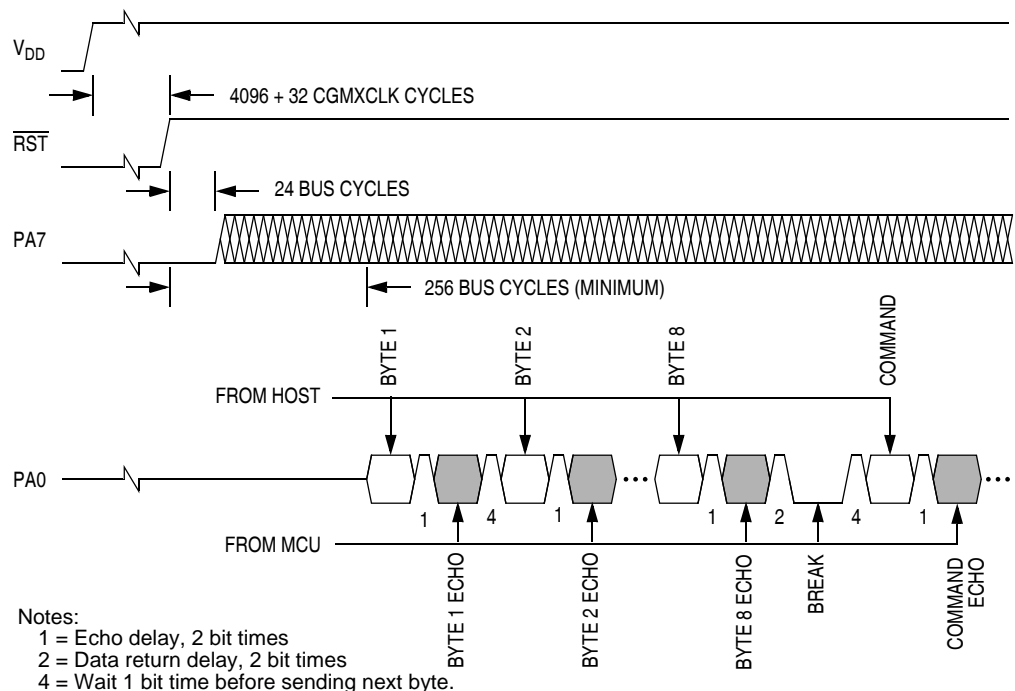 VDD
4096 + 32 CGMXCLK CYCLES
RST
24 BUS CYCLES
PA7
256 BUS CYCLES (MINIMUM)
BYTE 1
BYTE 2
BYTE 8
COMMAND
FROM HOST
PA0
1
4
1
1
2
4
1
FROM MCU
BYTE 1 ECHO
BYTE 2 ECHO
BYTE 8 ECHO
BREAK
COMMAND
ECHO
Notes:
1 = Echo delay, 2 bit times
2 = Data return delay, 2 bit times
4 = Wait 1 bit time before sending next byte.